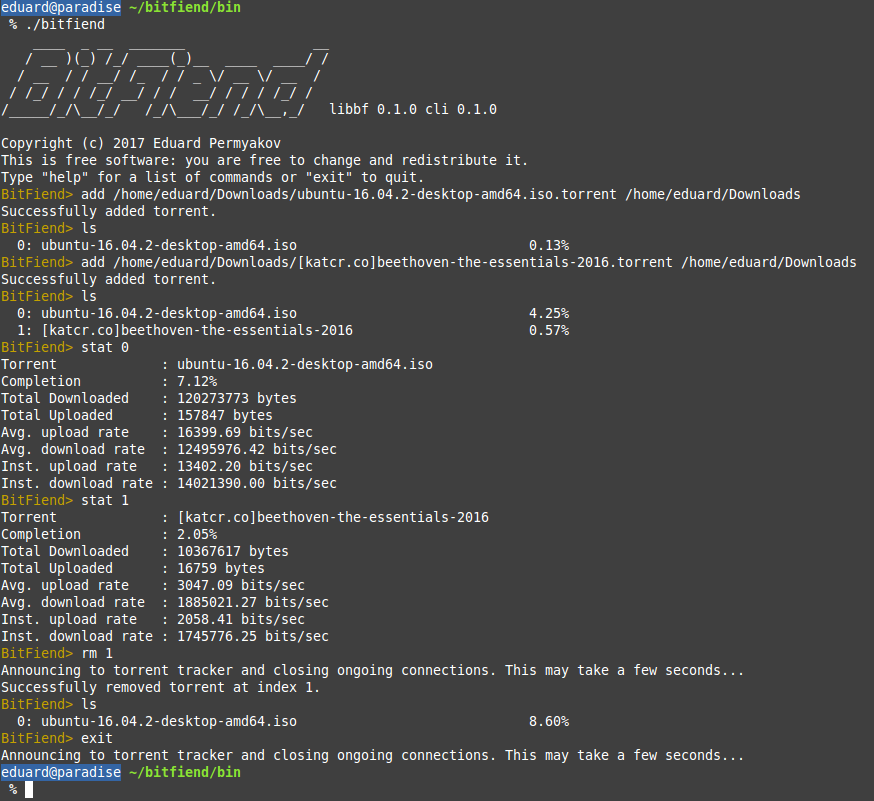 eduard@paradise ~/bitfiend/bin
% ./bitfiend
BitFiend
libbf 0.1.0 cli 0.1.0
Copyright (c) 2017 Eduard Permyakov
This is free software: you are free to change and redistribute it.
Type "help" for a list of commands or "exit" to quit.
BitFiend> add /home/eduard/Downloads/ubuntu-16.04.2-desktop-amd64.iso.torrent /home/eduard/Downloads
Successfully added torrent.
BitFiend> ls
0: ubuntu-16.04.2-desktop-amd64.iso 0.13%
BitFiend> add /home/eduard/Downloads/[katcr.co]beethoven-the-essentials-2016.torrent /home/eduard/Downloads
Successfully added torrent.
BitFiend> ls
0: ubuntu-16.04.2-desktop-amd64.iso 4.25%
1: [katcr.co]beethoven-the-essentials-2016 0.57%
BitFiend> stat 0
Torrent : ubuntu-16.04.2-desktop-amd64.iso
Completion : 7.12%
Total Downloaded : 120273773 bytes
Total Uploaded : 157847 bytes
Avg. upload rate : 16399.69 bits/sec
Avg. download rate : 12495976.42 bits/sec
Inst. upload rate : 13402.20 bits/sec
Inst. download rate : 14021390.00 bits/sec
BitFiend> stat 1
Torrent : [katcr.co]beethoven-the-essentials-2016
Completion : 2.05%
Total Downloaded : 10367617 bytes
Total Uploaded : 16759 bytes
Avg. upload rate : 3047.09 bits/sec
Avg. download rate : 1885021.27 bits/sec
Inst. upload rate : 2058.41 bits/sec
Inst. download rate : 1745776.25 bits/sec
BitFiend> rm 1
Announcing to torrent tracker and closing ongoing connections. This may take a few seconds...
Successfully removed torrent at index 1.
BitFiend> ls
0: ubuntu-16.04.2-desktop-amd64.iso 8.60%
BitFiend> exit
Announcing to torrent tracker and closing ongoing connections. This may take a few seconds...
eduard@paradise ~/bitfiend/bin
%